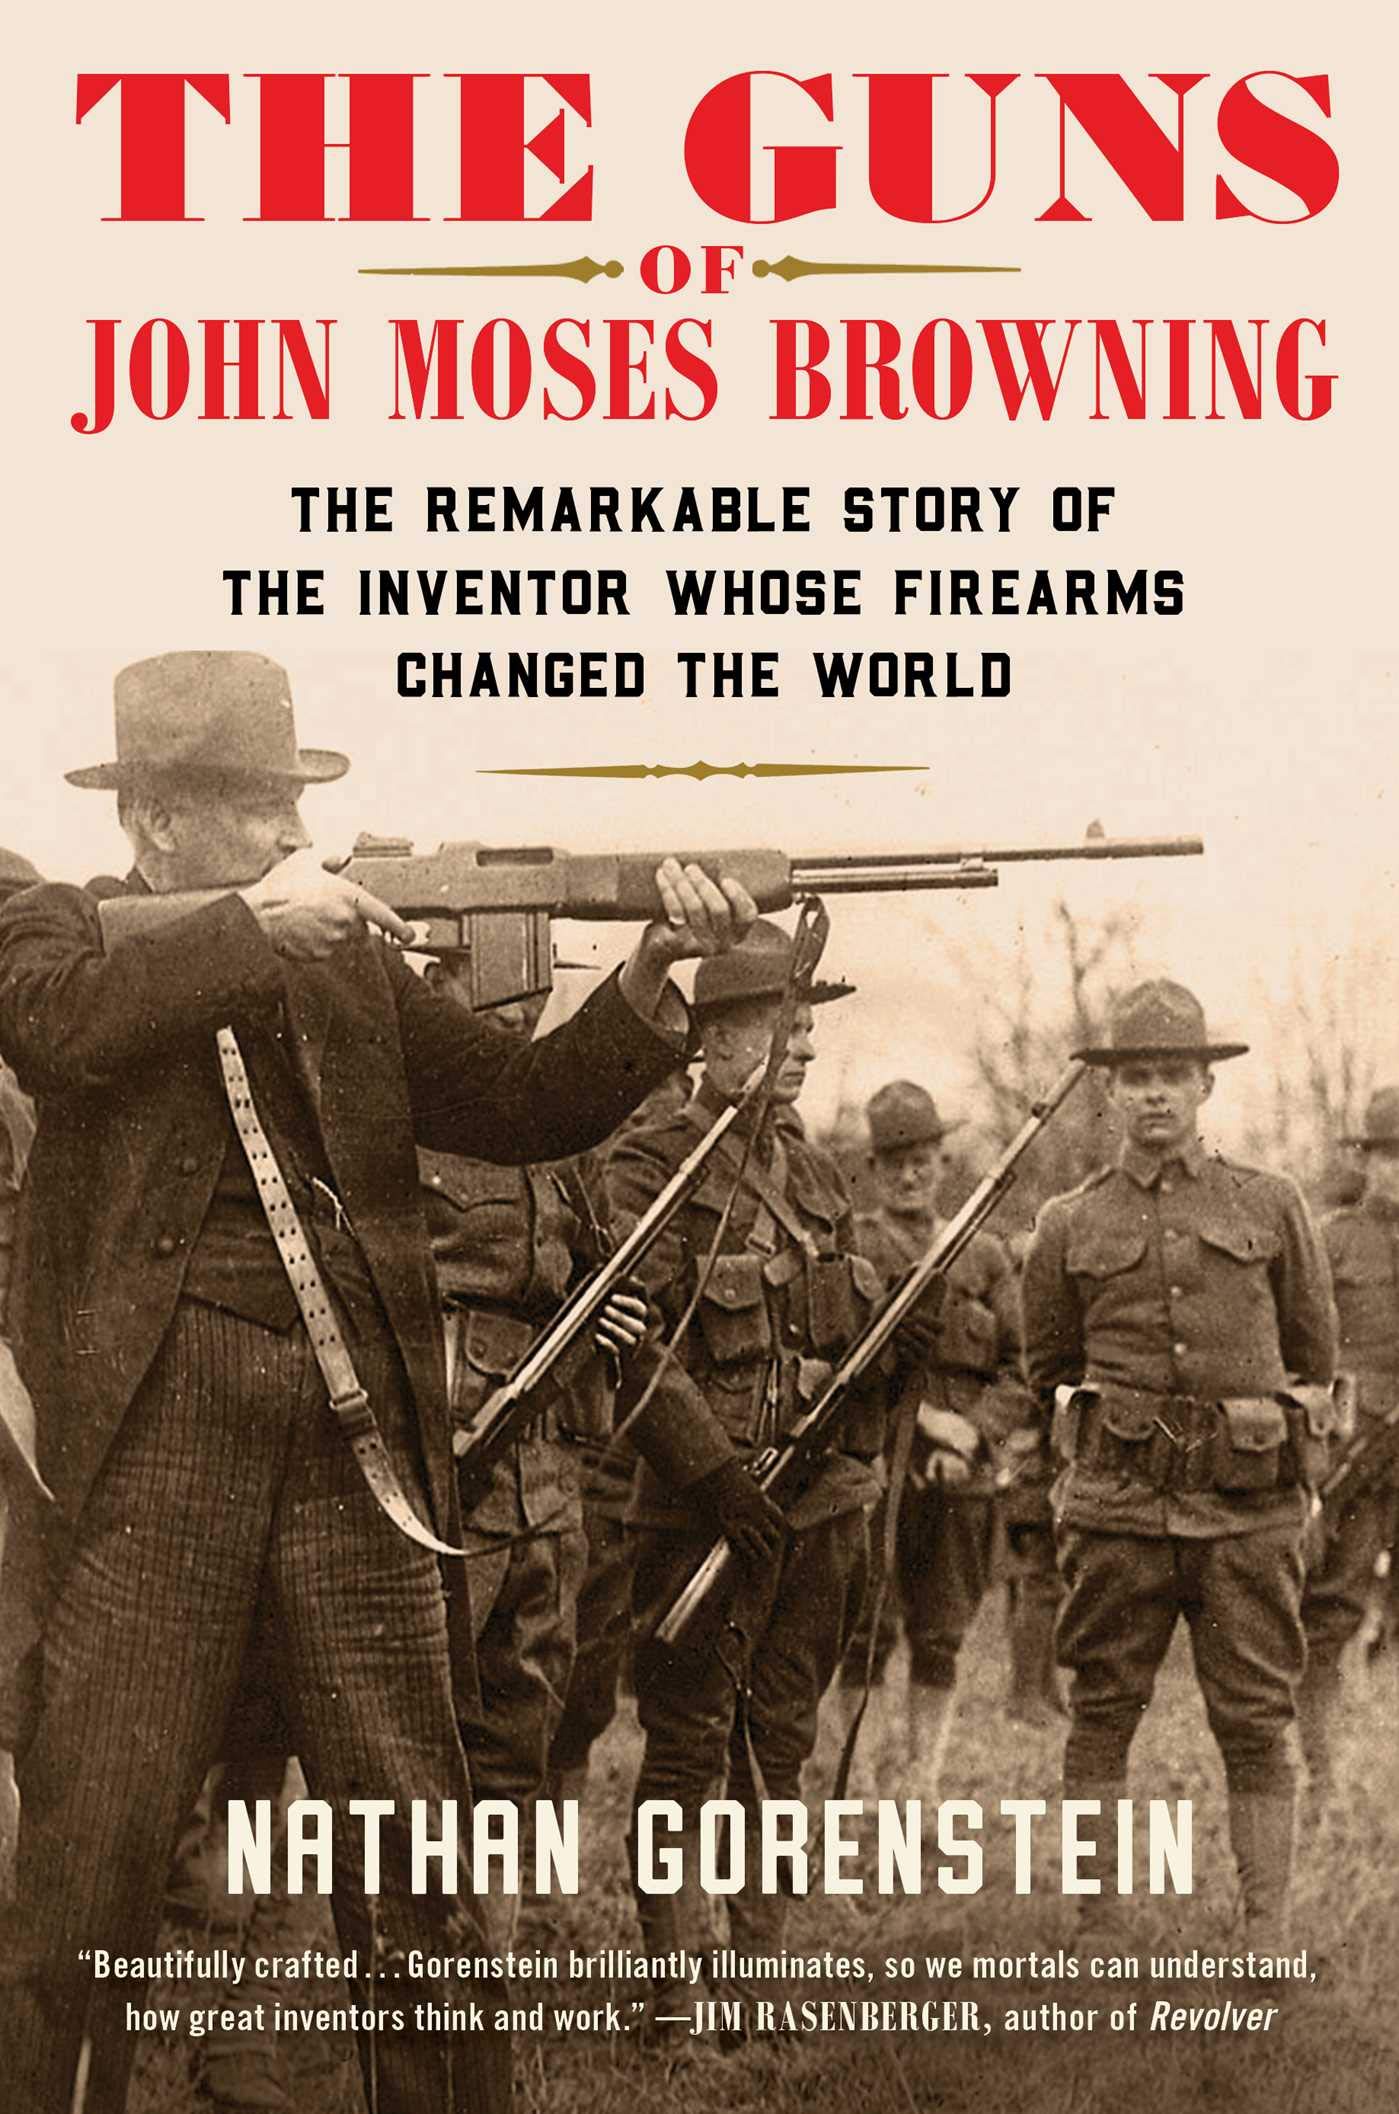 THE GUNS
OF
JOHN MOSES BROWNING
THE REMARKABLE STORY OF
THE INVENTOR WHOSE FIREARMS
CHANGED THE WORLD
NATHAN GORENSTEIN
“Beautifully crafted . . . Gorenstein brilliantly illuminates, so we mortals can understand,
how great inventors think and work.” —JIM RASENBERGER, author of Revolver